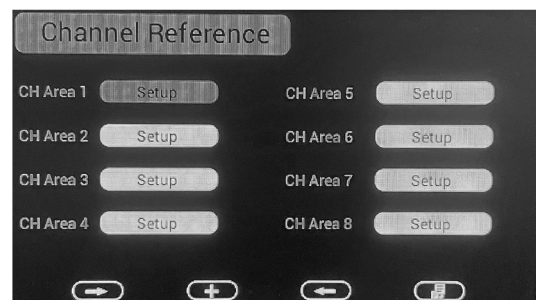 Channel Reference
CH Area 1 Setup
CH Area 2 Setup
CH Area 3 Setup
CH Area 4 Setup
CH Area 5 Setup
CH Area 6 Setup
CH Area 7 Setup
CH Area 8 Setup